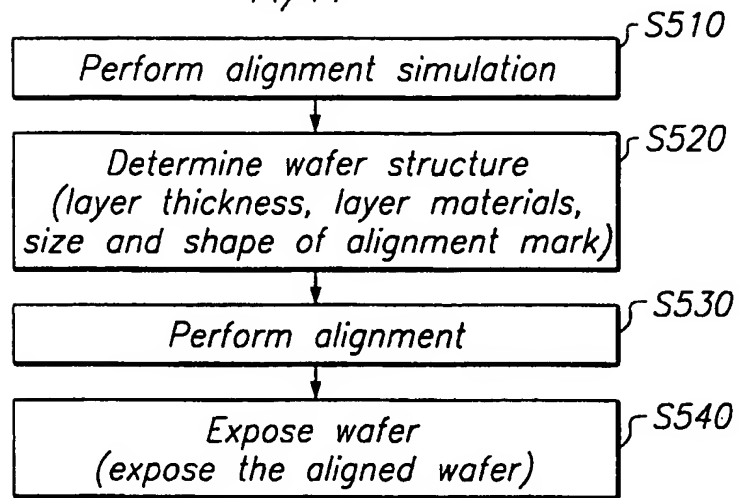 S510
Perform alignment simulation
S520
Determine wafer structure
(layer thickness, layer materials,
size and shape of alignment mark)
S530
Perform alignment
S540
Expose wafer
(expose the aligned wafer)